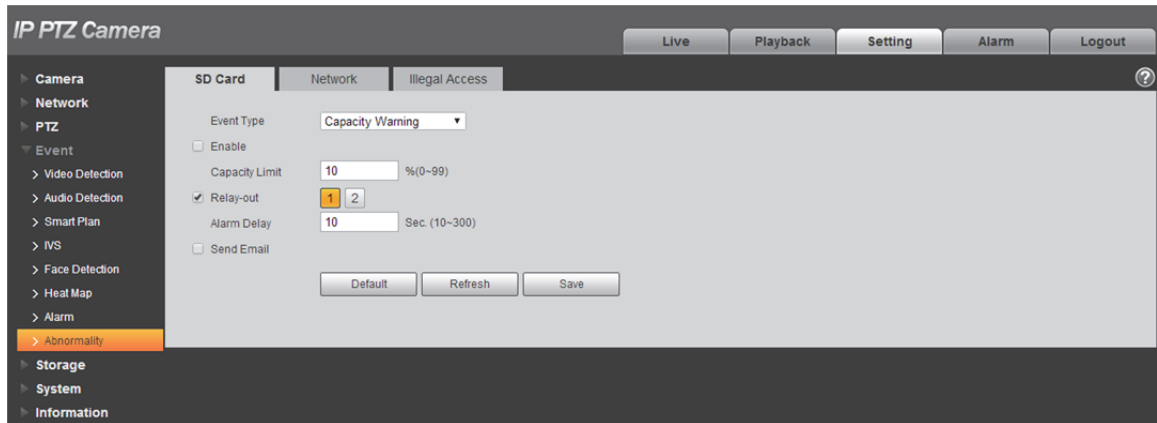 IP PTZ Camera
Live Playback Setting Alarm Logout
Camera
Network
PTZ
Event
Video Detection
Audio Detection
Smart Plan
IVS
Face Detection
Heat Map
Alarm
Abnormality
Storage
System
Information
SD Card Network Illegal Access
?
Event Type Capacity Warning
Enable
Capacity Limit 10 %(0~99)
Relay-out 1 2
Alarm Delay 10 Sec. (10~300)
Send Email
Default Refresh Save